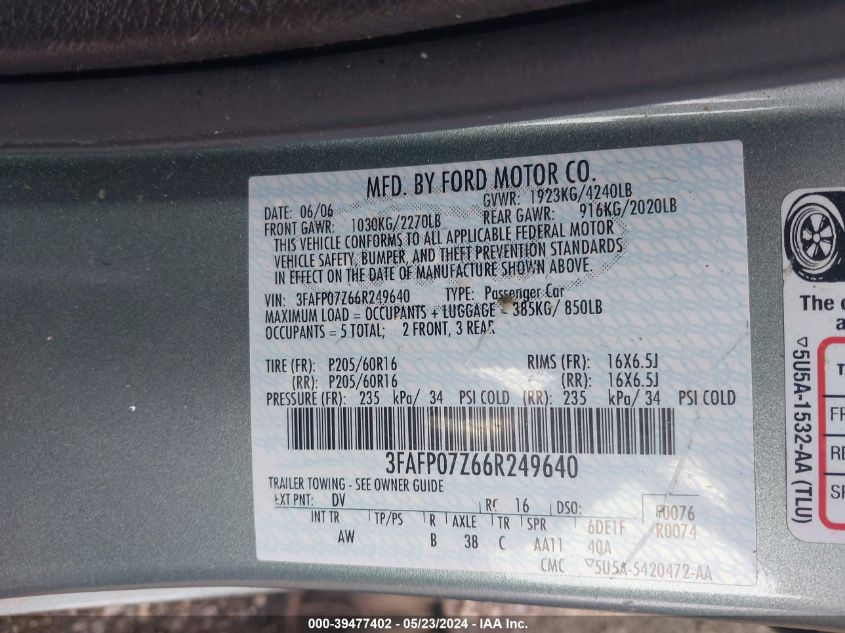 MFD. BY FORD MOTOR CO.
DATE: 06/06 GVWR: 1923KG/4240LB
FRONT GAWR: 1030KG/2270LB REAR GAWR: 916KG/2020LB
THIS VEHICLE CONFORMS TO ALL APPLICABLE FEDERAL MOTOR
VEHICLE SAFETY, BUMPER, AND THEFT PREVENTION STANDARDS
IN EFFECT ON THE DATE OF MANUFACTURE SHOWN ABOVE.
VIN: 3FAFP07Z66R249640 TYPE: Passenger Car
MAXIMUM LOAD = OCCUPANTS + LUGGAGE = 385KG/ 850LB
OCCUPANTS = 5 TOTAL; 2 FRONT, 3 REAR
TIRE (FR): P205/60R16 RIMS (FR): 16X6.5J
(RR): P205/60R16 (RR): 16X6.5J
PRESSURE (FR): 235 kPa/ 34 PSI COLD (RR): 235 kPa/ 34 PSI COLD
3FAFP07Z66R249640
TRAILER TOWING - SEE OWNER GUIDE
EXT PNT: DV RC 16 DSO: R0076
INT TR TP/PS R AXLE TR SPR 6DE1F R0074
AW B 38 C AA11 40A
CMC ▽5U5A-5420472-AA
The
▽5U5A-1532-AA (TLU)
000-39477402 - 05/23/2024 - IAA Inc.